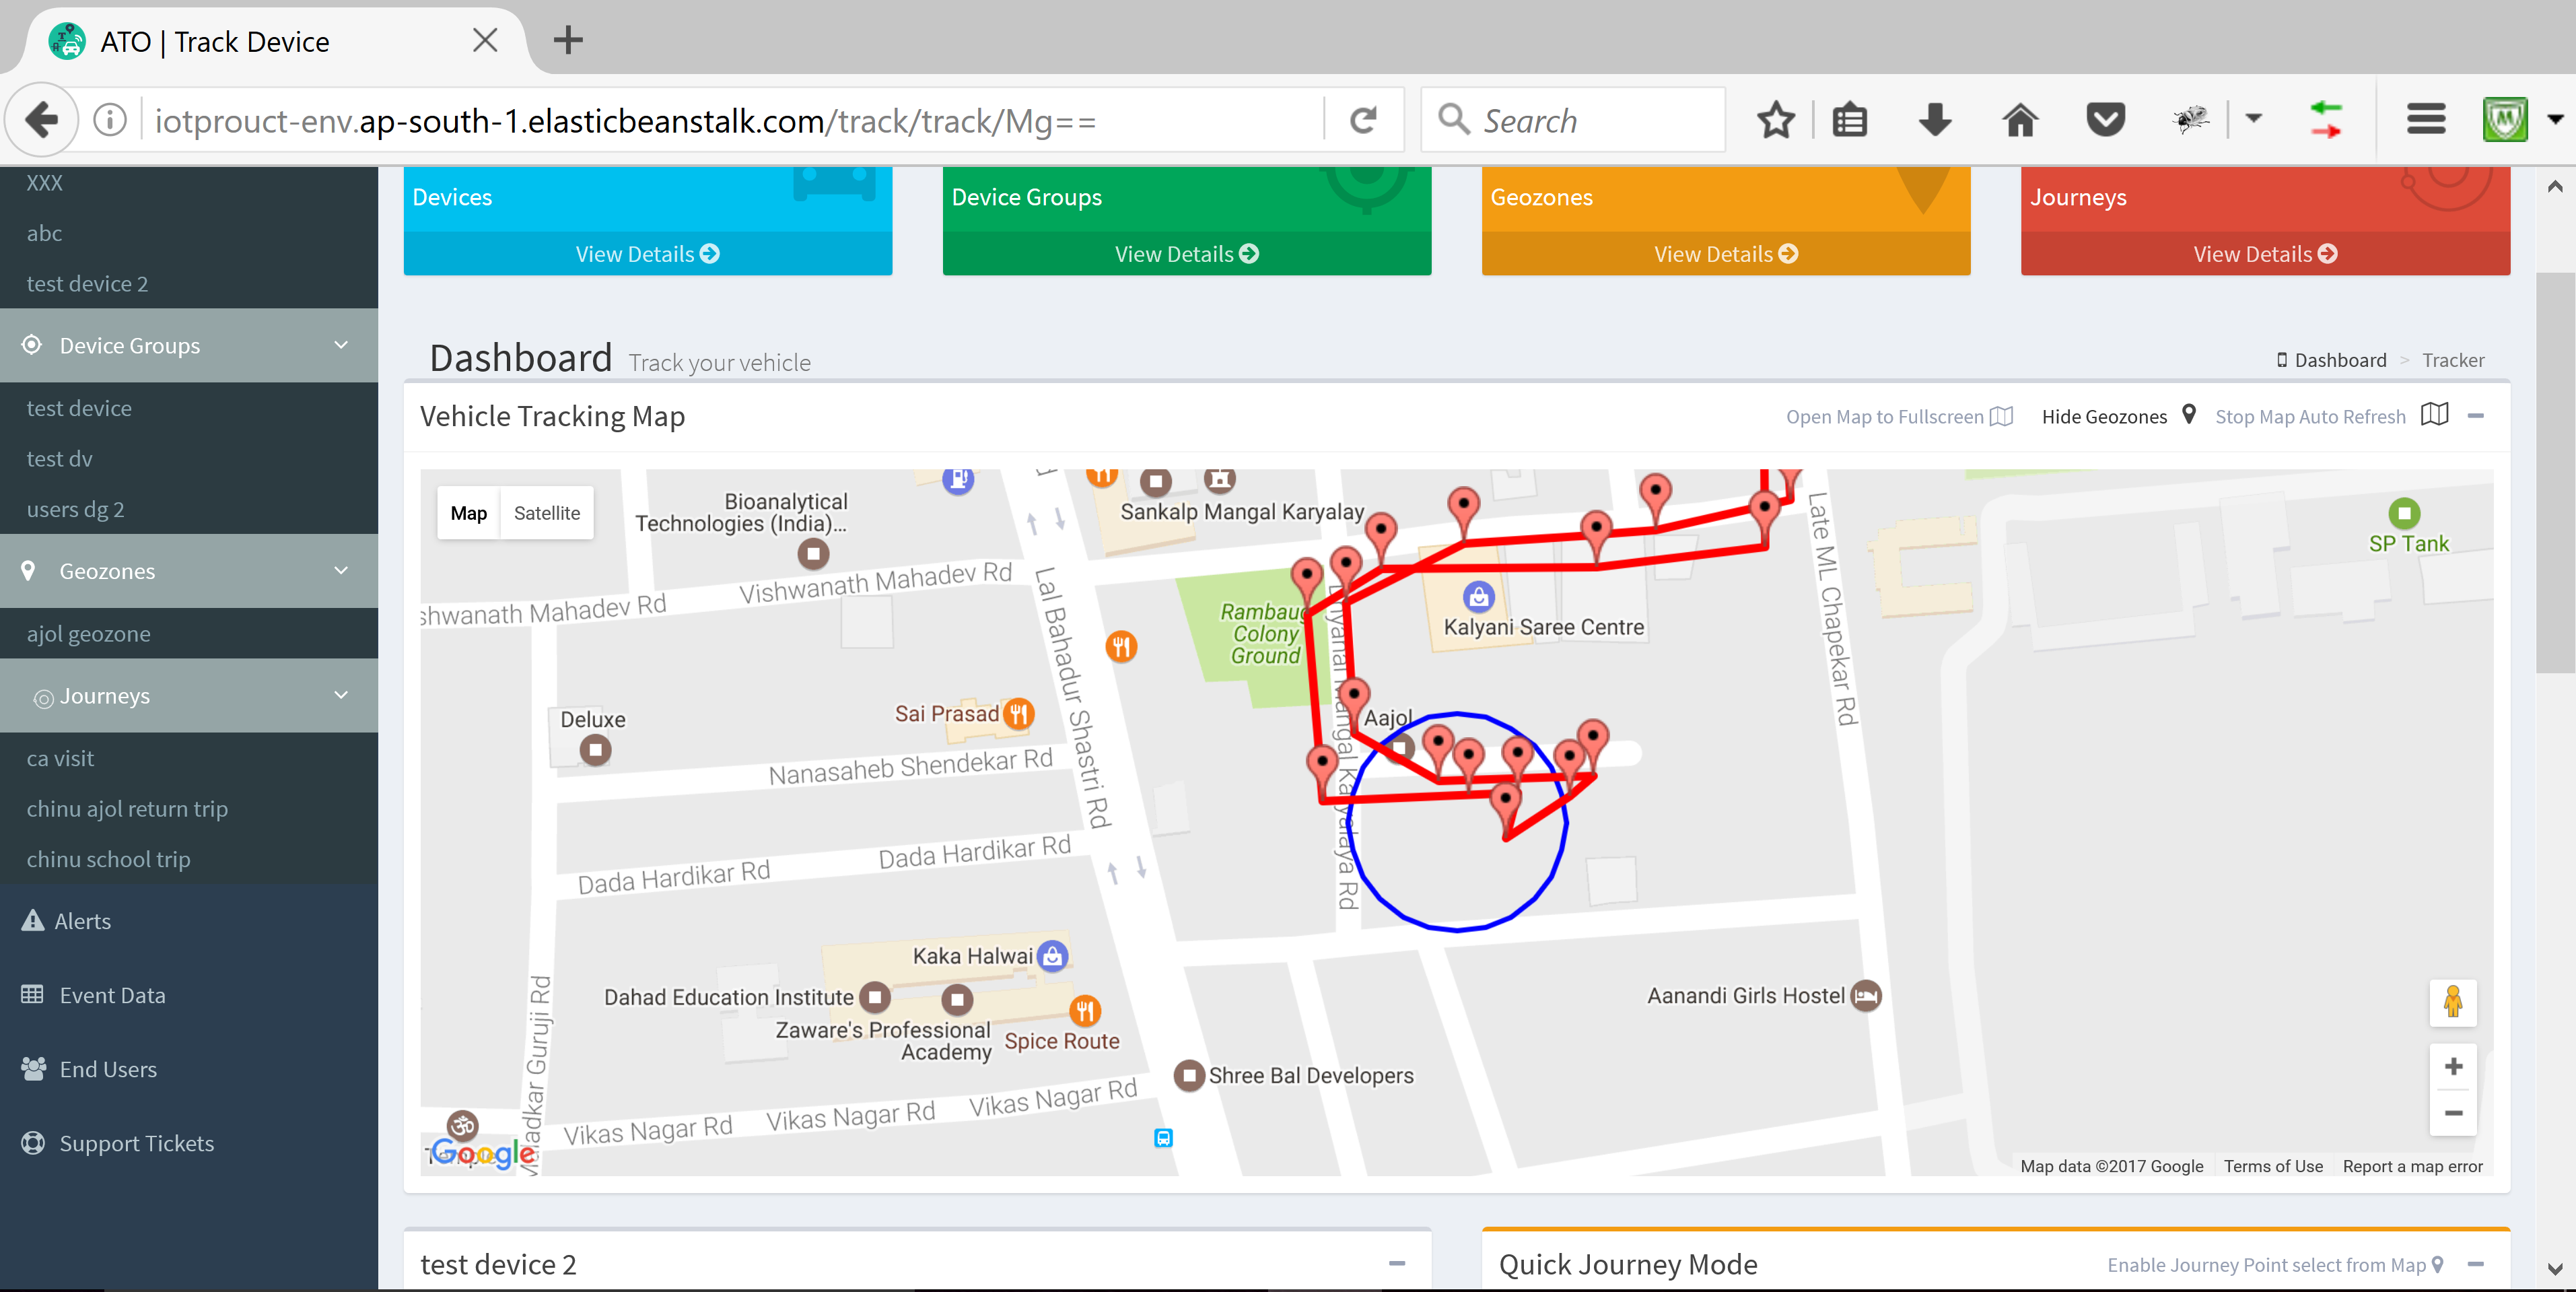 ATO | Track Device
iotprouct-env.ap-south-1.elasticbeanstalk.com/track/track/Mg==
Search
XXX
abc
test device 2
Device Groups
test device
test dv
users dg 2
Geozones
ajol geozone
Journeys
ca visit
chinu ajol return trip
chinu school trip
Alerts
Event Data
End Users
Support Tickets
Devices
View Details
Device Groups
View Details
Geozones
View Details
Journeys
View Details
Dashboard Track your vehicle
Dashboard > Tracker
Vehicle Tracking Map
Open Map to Fullscreen
Hide Geozones
Stop Map Auto Refresh
Map
Satellite
Bioanalytical
Technologies (India)...
Sankalp Mangal Karyalay
SP Tank
Vishwanath Mahadev Rd
shwanath Mahadev Rd
Lal Bahadur Shastri Rd
Late ML Chapekar Rd
Rambaug
Colony
Ground
Kalyani Saree Centre
Sai Prasad
Deluxe
Aajol
Nanasaheb Shendekar Rd
Dada Hardikar Rd
Dada Hardikar Rd
Kaka Halwai
Dahad Education Institute
Zaware's Professional
Academy
Spice Route
Aanandi Girls Hostel
Shree Bal Developers
Vikas Nagar Rd
Vikas Nagar Rd
Vikas Nagar Rd
Google
Map data ©2017 Google
Terms of Use
Report a map error
test device 2
Quick Journey Mode
Enable Journey Point select from Map